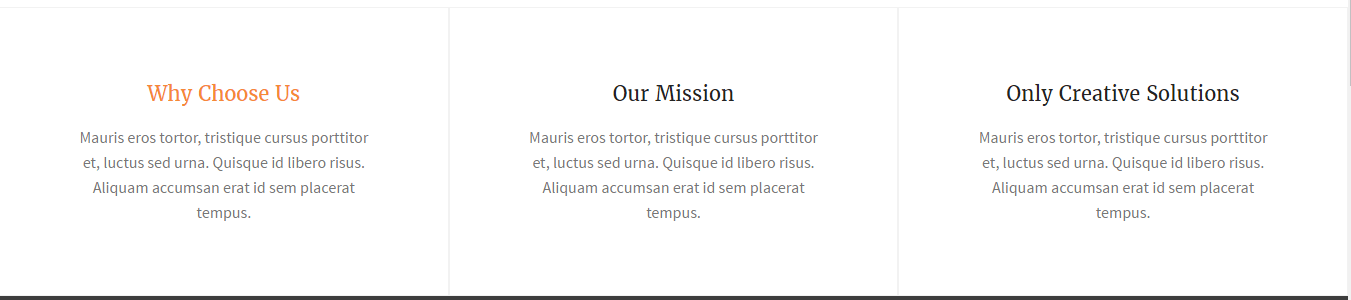 Why Choose Us
Mauris eros tortor, tristique cursus porttitor
et, luctus sed urna. Quisque id libero risus.
Aliquam accumsan erat id sem placerat
tempus.
Our Mission
Mauris eros tortor, tristique cursus porttitor
et, luctus sed urna. Quisque id libero risus.
Aliquam accumsan erat id sem placerat
tempus.
Only Creative Solutions
Mauris eros tortor, tristique cursus porttitor
et, luctus sed urna. Quisque id libero risus.
Aliquam accumsan erat id sem placerat
tempus.